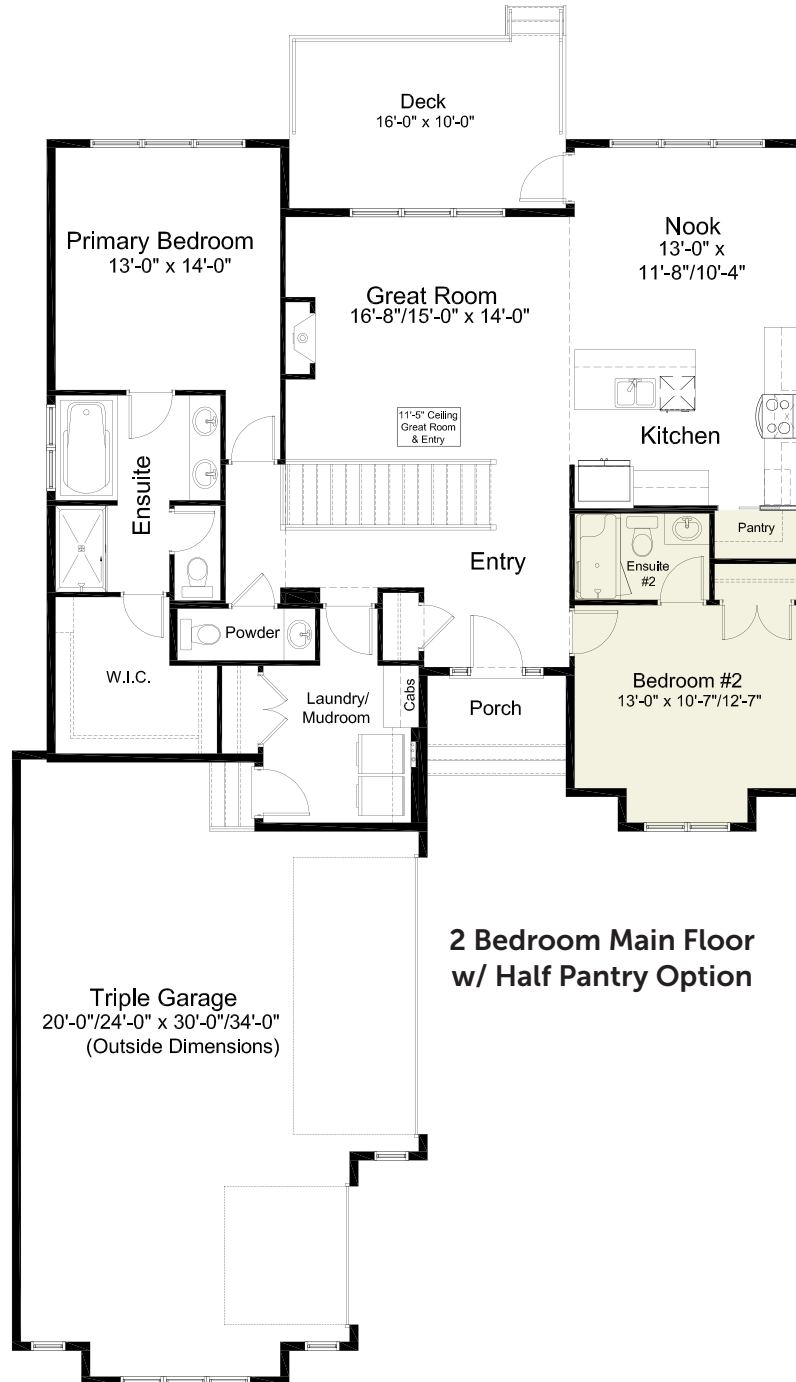 Deck
16'-0" x 10'-0"
Primary Bedroom
13'-0" x 14'-0"
Nook
13'-0" x
11'-8"/10'-4"
Great Room
16'-8"/15'-0" x 14'-0"
11'-5" Ceiling
Great Room
& Entry
Kitchen
Ensuite
Pantry
Entry
Ensuite
#2
Powder
W.I.C.
Laundry/
Mudroom
Cabs
Porch
Bedroom #2
13'-0" x 10'-7"/12'-7"
2 Bedroom Main Floor
w/ Half Pantry Option
Triple Garage
20'-0"/24'-0" x 30'-0"/34'-0"
(Outside Dimensions)